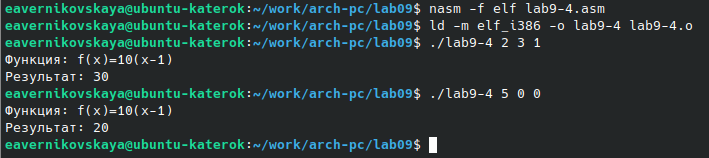 eavernikovskaya@ubuntu-katerok:~/work/arch-pc/lab09$ nasm -f elf lab9-4.asm
eavernikovskaya@ubuntu-katerok:~/work/arch-pc/lab09$ ld -m elf_i386 -o lab9-4 lab9-4.o
eavernikovskaya@ubuntu-katerok:~/work/arch-pc/lab09$ ./lab9-4 2 3 1
Функция: f(x)=10(x-1)
Результат: 30
eavernikovskaya@ubuntu-katerok:~/work/arch-pc/lab09$ ./lab9-4 5 0 0
Функция: f(x)=10(x-1)
Результат: 20
eavernikovskaya@ubuntu-katerok:~/work/arch-pc/lab09$